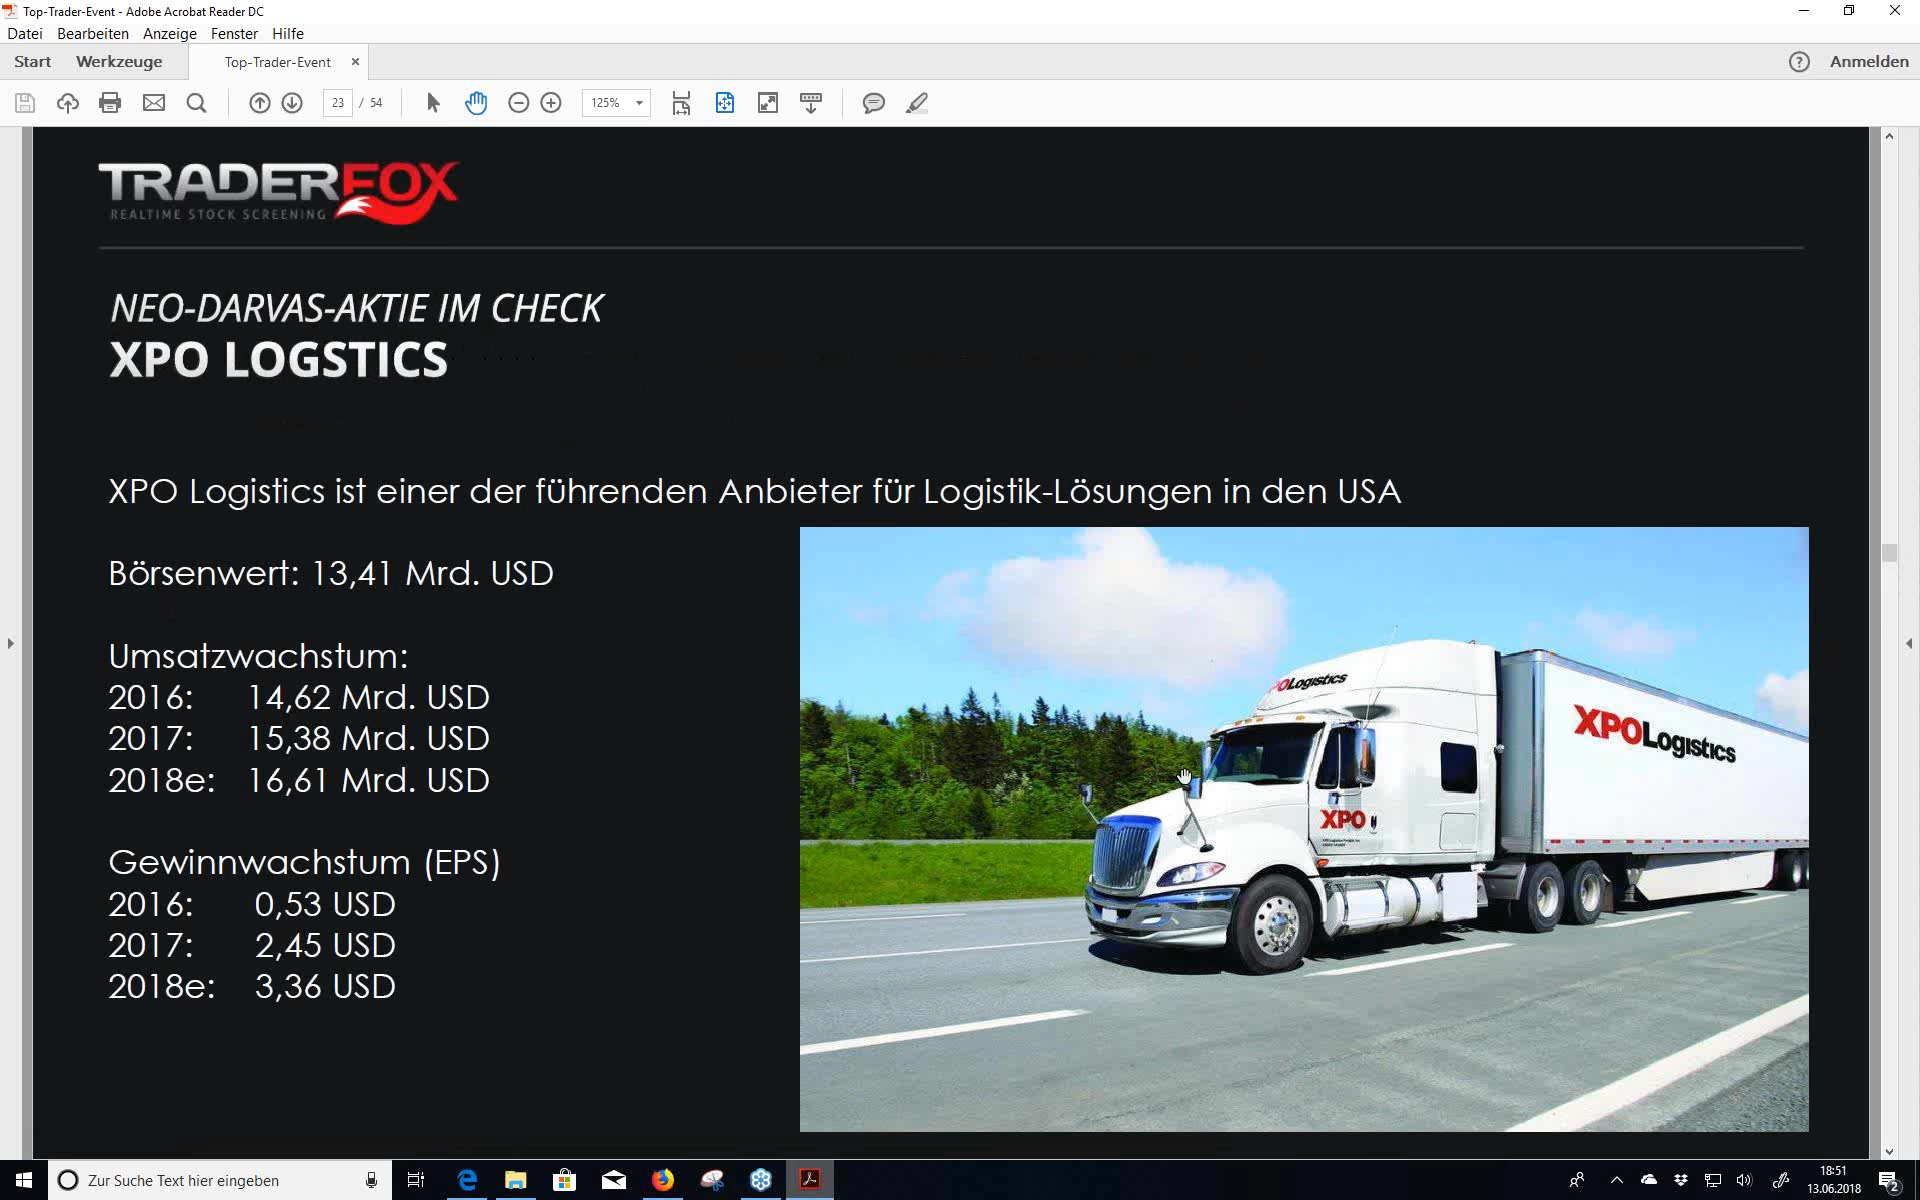 Top-Trader-Event - Adobe Acrobat Reader DC
Datei Bearbeiten Anzeige Fenster Hilfe
Start Werkzeuge Top-Trader-Event Anmelden
23 / 54 125%
TRADERFOX
REALTIME STOCK SCREENING
NEO-DARVAS-AKTIE IM CHECK
XPO LOGSTICS
XPO Logistics ist einer der führenden Anbieter für Logistik-Lösungen in den USA
Börsenwert: 13,41 Mrd. USD
Umsatzwachstum:
2016: 14,62 Mrd. USD
2017: 15,38 Mrd. USD
2018e: 16,61 Mrd. USD
Gewinnwachstum (EPS)
2016: 0,53 USD
2017: 2,45 USD
2018e: 3,36 USD
XPOLogistics
XPOLogistics
XPO
Zur Suche Text hier eingeben
18:51
13.06.2018
2